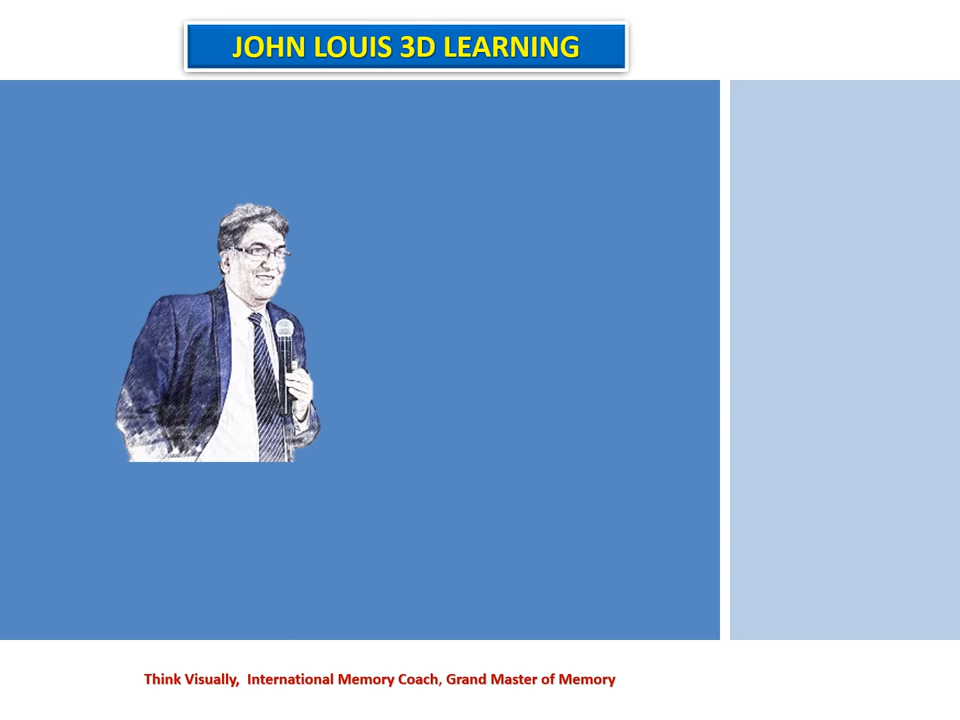 JOHN LOUIS 3D LEARNING
Think Visually, International Memory Coach, Grand Master of Memory